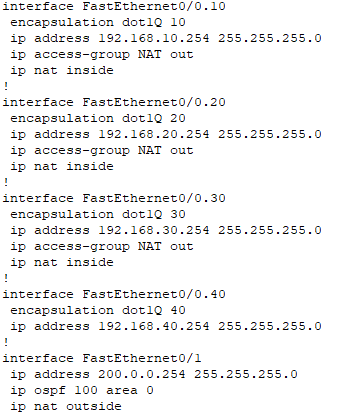 interface FastEthernet0/0.10
encapsulation dot1Q 10
ip address 192.168.10.254 255.255.255.0
ip access-group NAT out
ip nat inside
!
interface FastEthernet0/0.20
encapsulation dot1Q 20
ip address 192.168.20.254 255.255.255.0
ip access-group NAT out
ip nat inside
!
interface FastEthernet0/0.30
encapsulation dot1Q 30
ip address 192.168.30.254 255.255.255.0
ip access-group NAT out
ip nat inside
!
interface FastEthernet0/0.40
encapsulation dot1Q 40
ip address 192.168.40.254 255.255.255.0
!
interface FastEthernet0/1
ip address 200.0.0.254 255.255.255.0
ip ospf 100 area 0
ip nat outside